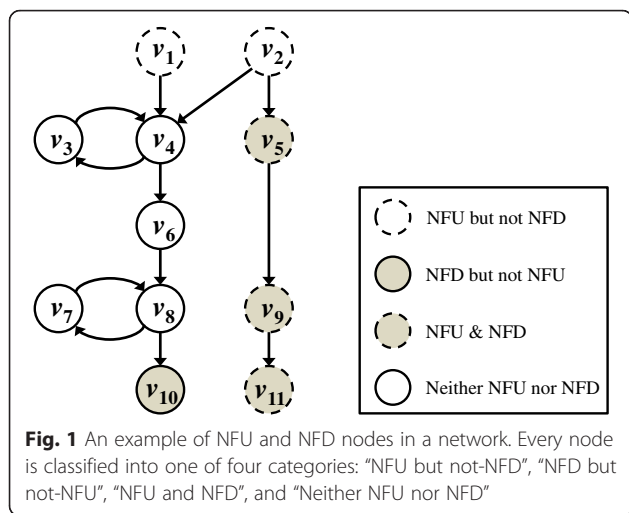 v1
v2
v3
v4
v5
v6
v7
v8
v9
v10
v11
NFU but not NFD
NFD but not NFU
NFU & NFD
Neither NFU nor NFD
Fig. 1 An example of NFU and NFD nodes in a network. Every node
is classified into one of four categories: “NFU but not-NFD”, “NFD but
not-NFU”, “NFU and NFD”, and “Neither NFU nor NFD”